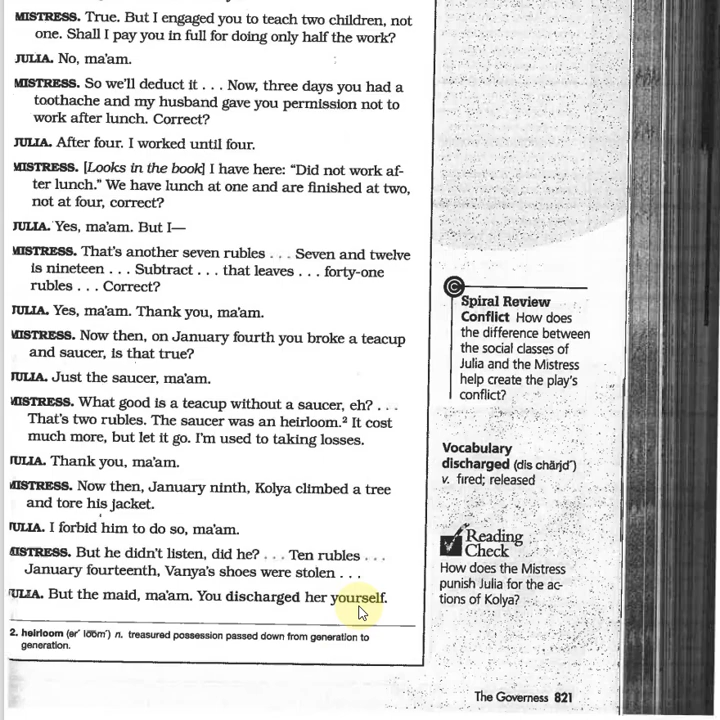 MISTRESS. True. But I engaged you to teach two children, not
one. Shall I pay you in full for doing only half the work?
JULIA. No, ma'am.
MISTRESS. So we'll deduct it . . . Now, three days you had a
toothache and my husband gave you permission not to
work after lunch. Correct?
JULIA. After four. I worked until four.
MISTRESS. [Looks in the book] I have here: "Did not work af-
ter lunch." We have lunch at one and are finished at two,
not at four, correct?
JULIA. Yes, ma'am. But I—
MISTRESS. That's another seven rubles . . . Seven and twelve
is nineteen . . . Subtract . . . that leaves . . . forty-one
rubles . . . Correct?
JULIA. Yes, ma'am. Thank you, ma'am.
MISTRESS. Now then, on January fourth you broke a teacup
and saucer, is that true?
JULIA. Just the saucer, ma'am.
MISTRESS. What good is a teacup without a saucer, eh? . . .
That's two rubles. The saucer was an heirloom.² It cost
much more, but let it go. I'm used to taking losses.
JULIA. Thank you, ma'am.
MISTRESS. Now then, January ninth, Kolya climbed a tree
and tore his jacket.
JULIA. I forbid him to do so, ma'am.
MISTRESS. But he didn't listen, did he? . . . Ten rubles . . .
January fourteenth, Vanya's shoes were stolen . . .
JULIA. But the maid, ma'am. You discharged her yourself.
2. heirloom (er′ lo͞om′) n. treasured possession passed down from generation to
generation.
C
Spiral Review
Conflict How does
the difference between
the social classes of
Julia and the Mistress
help create the play's
conflict?
Vocabulary
discharged (dis chärjd′)
v. fired; released
Reading
Check
How does the Mistress
punish Julia for the ac-
tions of Kolya?
The Governess 821